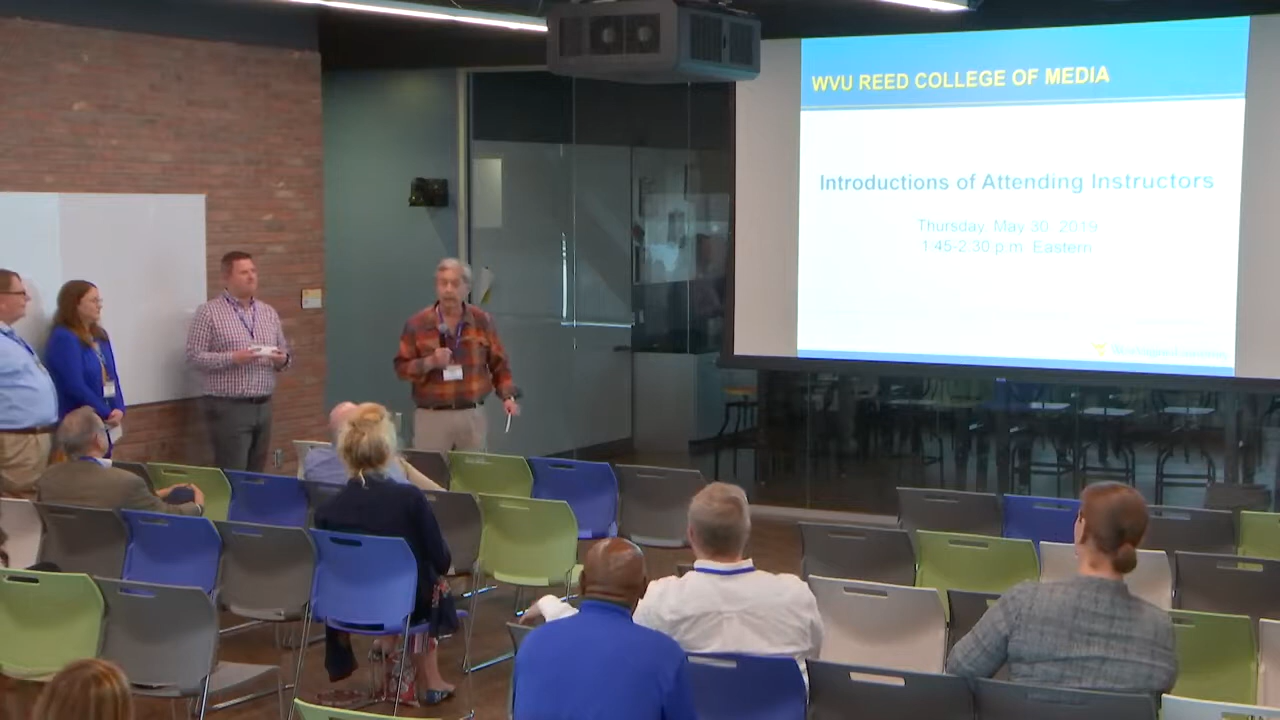 WVU REED COLLEGE OF MEDIA
Introductions of Attending Instructors
Thursday, May 30, 2019
1:45-2:30 p.m. Eastern